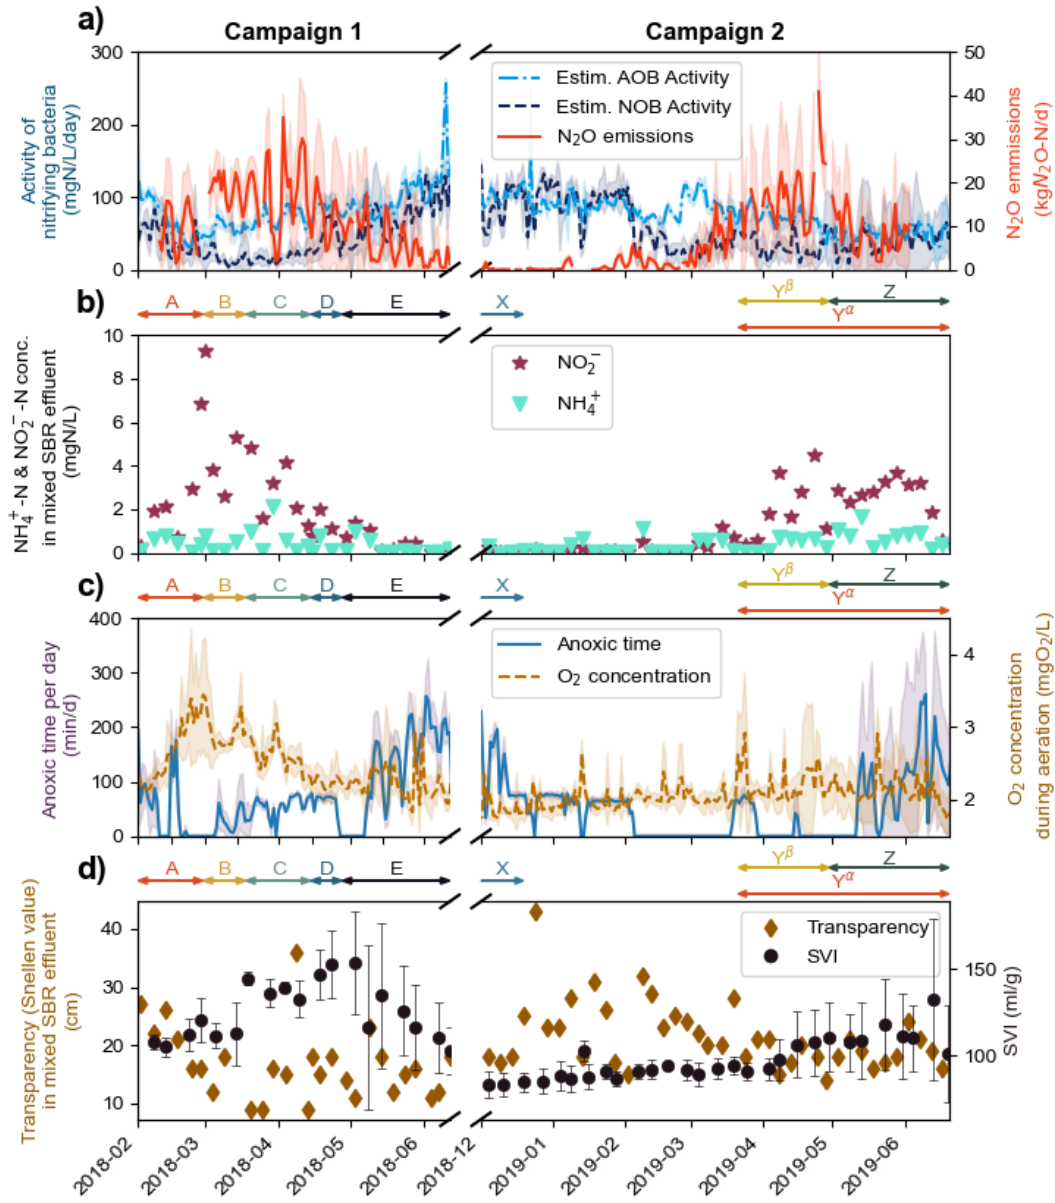 a)
Campaign 1
Campaign 2
Activity of
nitrifying bacteria
(mgN/L/day)
300
200
100
0
Estim. AOB Activity
Estim. NOB Activity
N₂O emissions
50
40
30
20
10
0
N₂O emmissions
(kgN₂O-N/d)
b)
A B C D E X Yᵝ Z
Yᵅ
NH₄⁺-N & NO₂⁻-N conc.
in mixed SBR effluent
(mgN/L)
10
8
6
4
2
0
NO₂⁻
NH₄⁺
c)
A B C D E X Yᵝ Z
Yᵅ
Anoxic time per day
(min/d)
400
300
200
100
0
Anoxic time
O₂ concentration
4
3
2
O₂ concentration
during aeration (mgO₂/L)
d)
A B C D E X Yᵝ Z
Yᵅ
Transparency (Snellen value)
in mixed SBR effluent
(cm)
40
30
20
10
Transparency
SVI
150
100
SVI (ml/g)
2018-02
2018-03
2018-04
2018-05
2018-06
2018-12
2019-01
2019-02
2019-03
2019-04
2019-05
2019-06